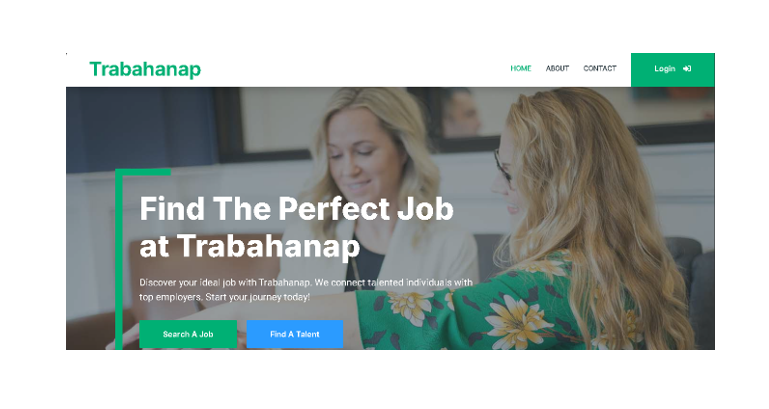 Trabahanap
HOME ABOUT CONTACT Login
Find The Perfect Job
at Trabahanap
Discover your ideal job with Trabahanap. We connect talented individuals with
top employers. Start your journey today!
Search A Job Find A Talent